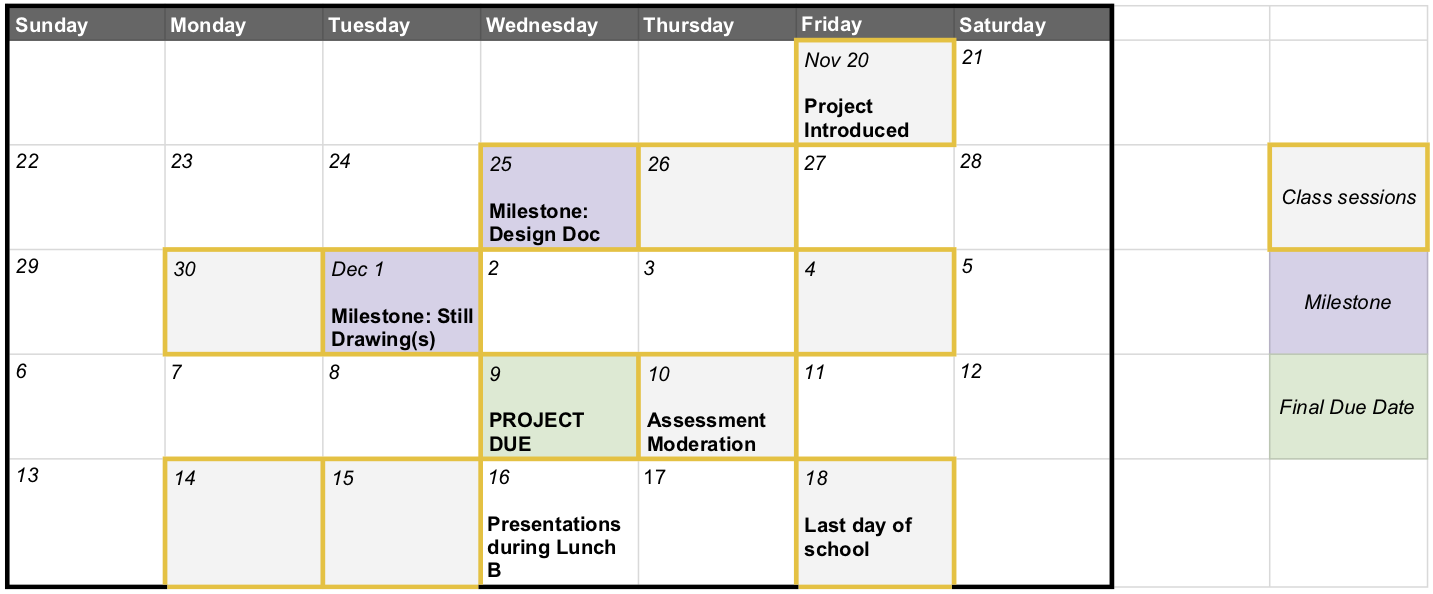 Sunday Monday Tuesday Wednesday Thursday Friday Saturday
Nov 20
Project
Introduced
21
22
23
24
25
Milestone:
Design Doc
26
27
28
Class sessions
29
30
Dec 1
Milestone: Still
Drawing(s)
2
3
4
5
Milestone
6
7
8
9
PROJECT
DUE
10
Assessment
Moderation
11
12
Final Due Date
13
14
15
16
Presentations
during Lunch
B
17
18
Last day of
school